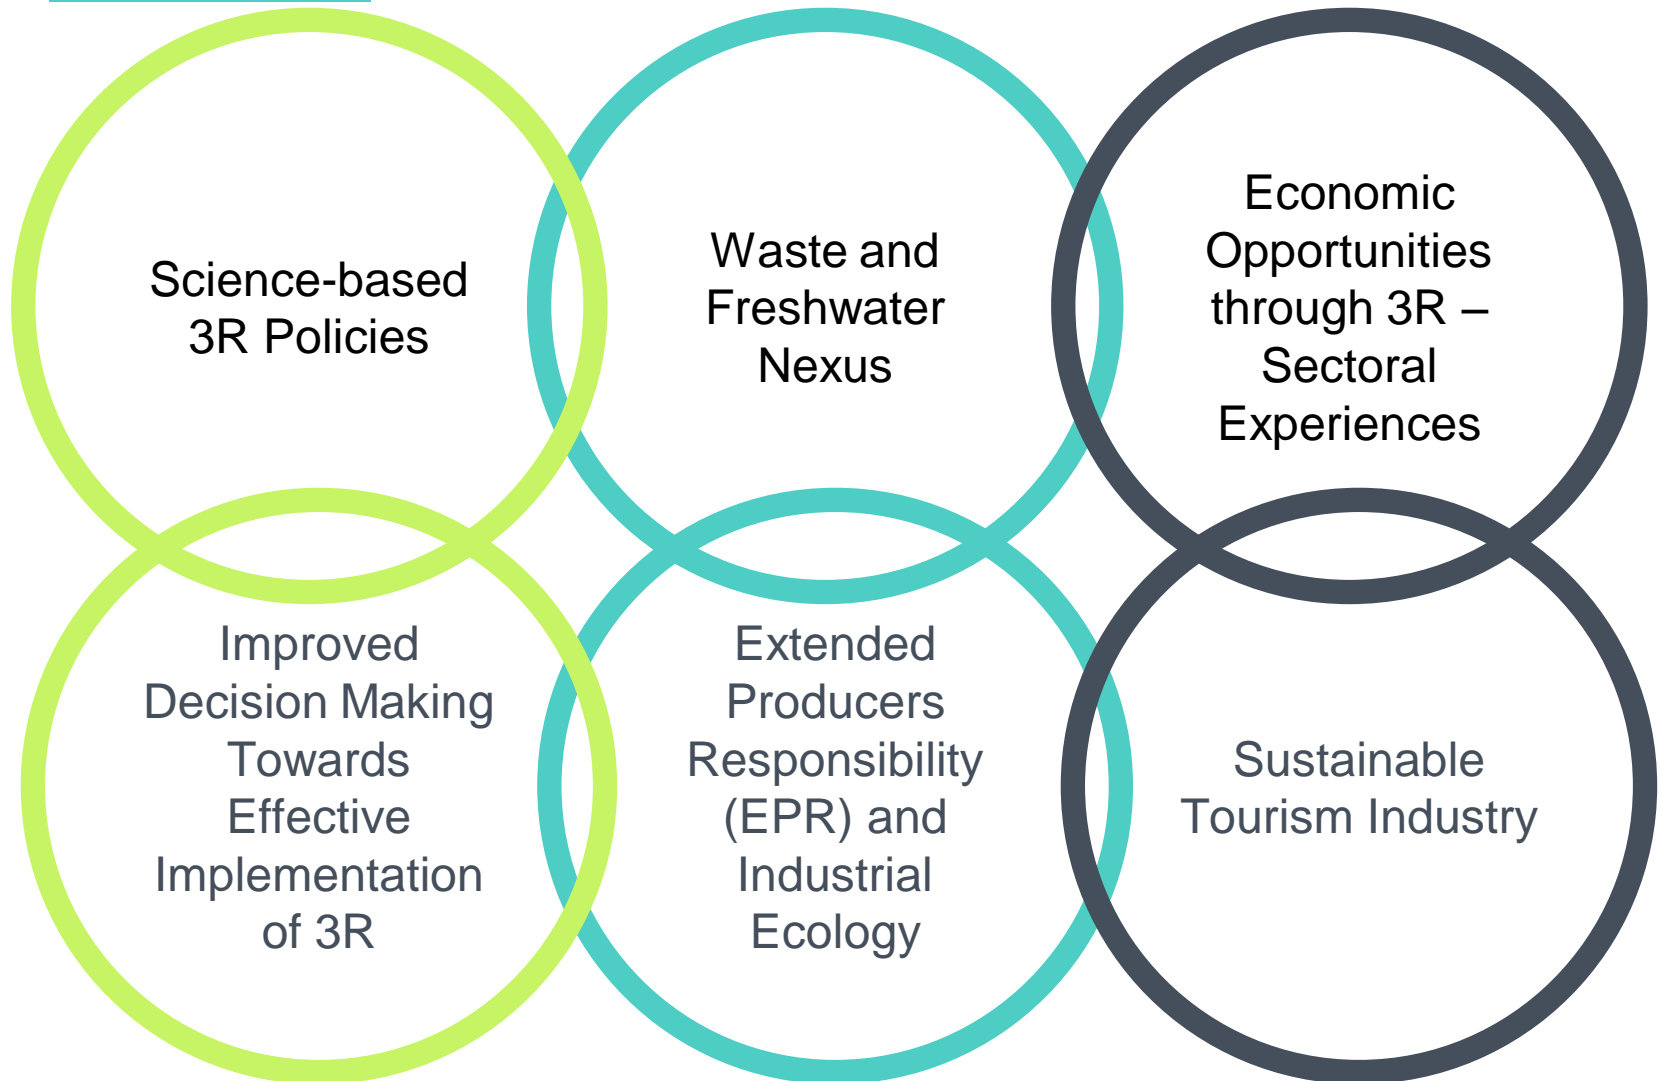 Science-based
3R Policies
Waste and
Freshwater
Nexus
Economic
Opportunities
through 3R –
Sectoral
Experiences
Improved
Decision Making
Towards
Effective
Implementation
of 3R
Extended
Producers
Responsibility
(EPR) and
Industrial
Ecology
Sustainable
Tourism Industry